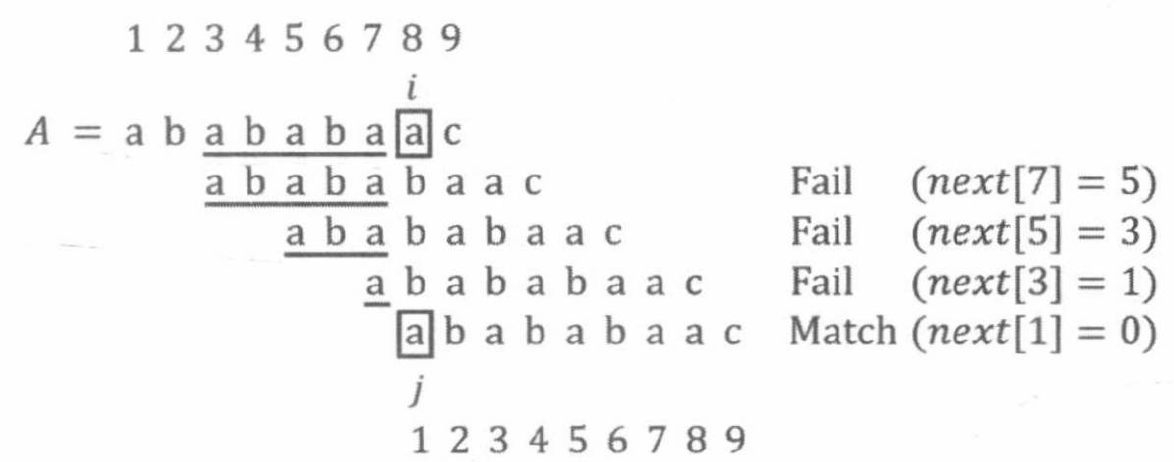 1 2 3 4 5 6 7 8 9
i
A = a b a b a b a a c
a b a b a b a a c Fail (next[7] = 5)
a b a b a b a a c Fail (next[5] = 3)
a b a b a b a a c Fail (next[3] = 1)
a b a b a b a a c Match (next[1] = 0)
j
1 2 3 4 5 6 7 8 9